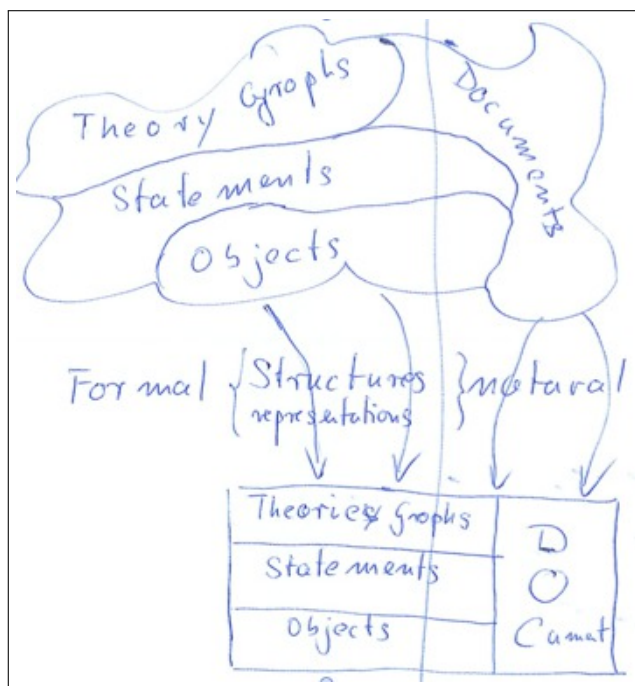 Theory Graphs
Documents
Statements
Objects
Formal { Structures } natural
representations
Theories Graphs
D
Statements
O
Objects
Cumat